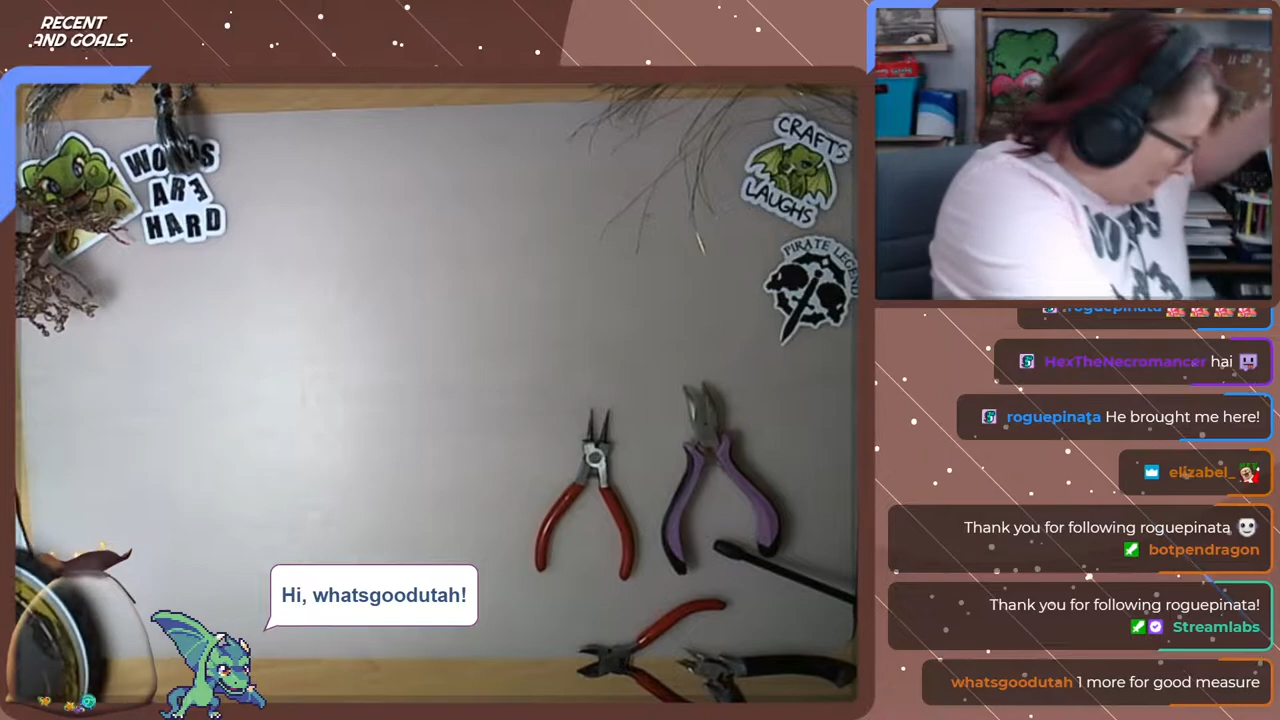 RECENT
AND GOALS
WORDS
ARE
HARD
CRAFTS
LAUGHS
PIRATE LEGEND
Hi, whatsgoodutah!
roguepinata
HexTheNecromancer hai
roguepinata He brought me here!
elizabel_
Thank you for following roguepinata
botpendragon
Thank you for following roguepinata!
Streamlabs
whatsgoodutah 1 more for good measure